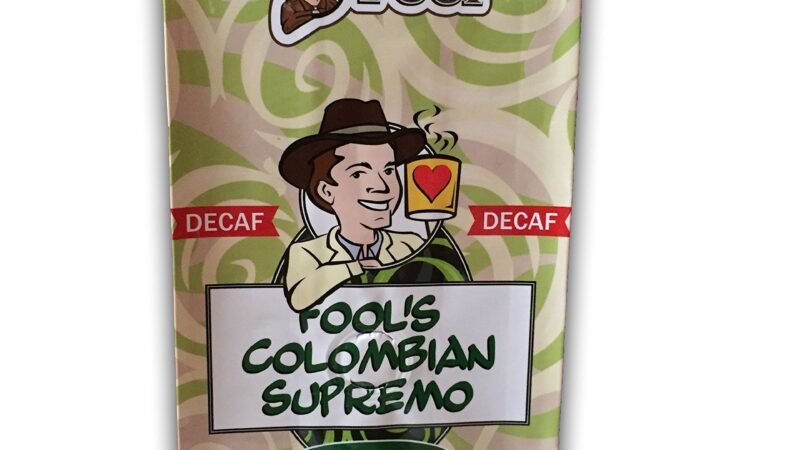 DECAF
DECAF
FOOL'S
COLOMBIAN
SUPREMO